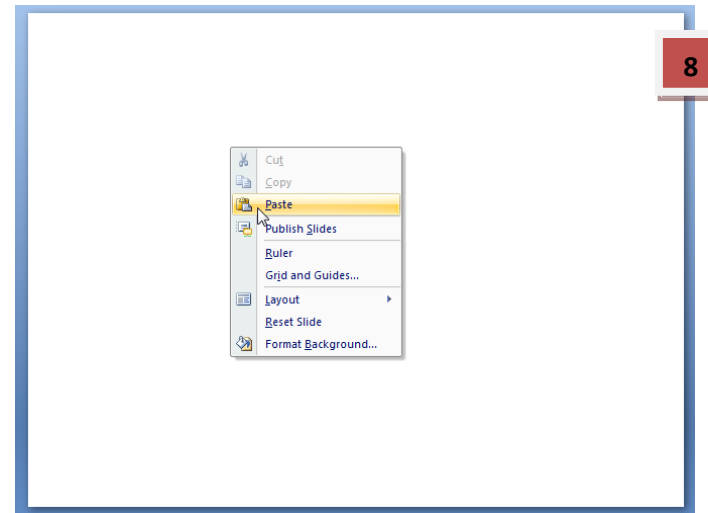 8
Cut
Copy
Paste
Publish Slides
Ruler
Grid and Guides...
Layout
Reset Slide
Format Background...